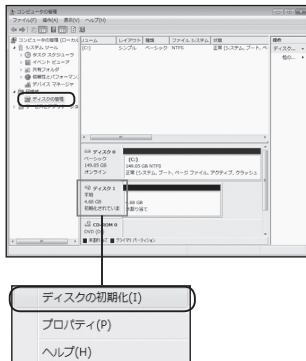 コンピュータの管理
ファイル(F) 操作(A) 表示(V) ヘルプ(H)
コンピュータの管理 (ローカル
システム ツール
タスク スケジューラ
イベント ビューア
共有フォルダ
信頼性とパフォーマン
デバイス マネージャ
ディスクの管理
ボリューム レイアウト 種類 ファイル システム 状態
(C:) シンプル ベーシック NTFS 正常 (システム, ブート, ペ
操作
ディスク...
他の...
ディスク 0
ベーシック
149.05 GB
オンライン
(C:)
149.05 GB NTFS
正常 (システム, ブート, ページ ファイル, アクティブ, クラッシュ
ディスク 1
不明
4.68 GB
初期化されていま
4.68 GB
未割り当て
CD-ROM 0
DVD (D:)
未割り当て プライマリ パーティション
ディスクの初期化(I)
プロパティ(P)
ヘルプ(H)